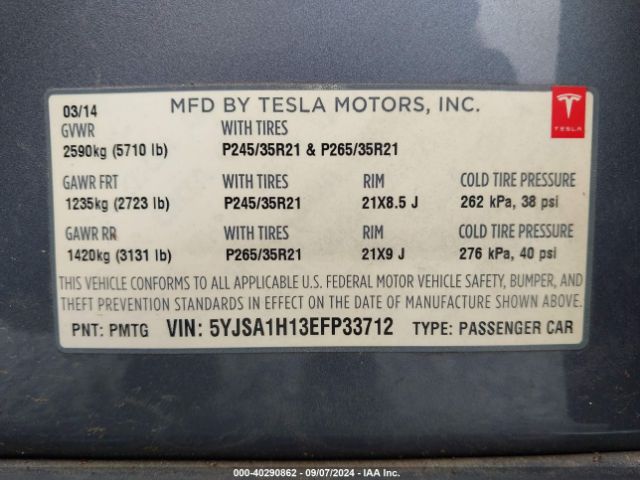 03/14 MFD BY TESLA MOTORS, INC.
TESLA
GVWR WITH TIRES
2590kg (5710 lb) P245/35R21 & P265/35R21
GAWR FRT WITH TIRES RIM COLD TIRE PRESSURE
1235kg (2723 lb) P245/35R21 21X8.5 J 262 kPa, 38 psi
GAWR RR WITH TIRES RIM COLD TIRE PRESSURE
1420kg (3131 lb) P265/35R21 21X9 J 276 kPa, 40 psi
THIS VEHICLE CONFORMS TO ALL APPLICABLE U.S. FEDERAL MOTOR VEHICLE SAFETY, BUMPER, AND
THEFT PREVENTION STANDARDS IN EFFECT ON THE DATE OF MANUFACTURE SHOWN ABOVE.
PNT: PMTG VIN: 5YJSA1H13EFP33712 TYPE: PASSENGER CAR
000-40290862 - 09/07/2024 - IAA Inc.